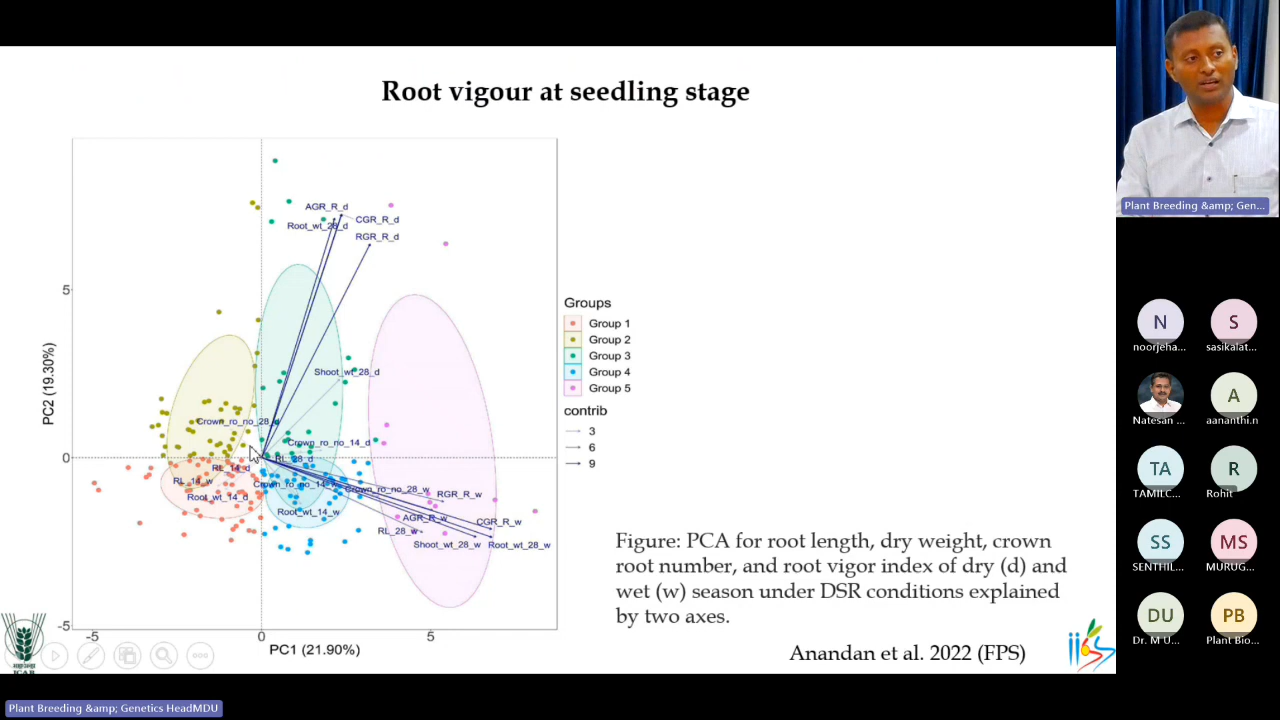 Root vigour at seedling stage
AGR_R_d
CGR_R_d
Root_wt_28_d
RGR_R_d
5
Groups
Group 1
Group 2
Group 3
Group 4
Group 5
Shoot_wt_28_d
contrib
3
6
9
PC2 (19.30%)
Crown_ro_no_28_d
Crown_ro_no_14_d
0
RL_28_d
RL_14_d
RL_14_w
Crown_ro_no_14_w
Crown_ro_no_28_w
Root_wt_14_d
RGR_R_w
Root_wt_14_w
AGR_R_w
CGR_R_w
RL_28_w
Shoot_wt_28_w
Root_wt_28_w
-5
-5
0
5
PC1 (21.90%)
Figure: PCA for root length, dry weight, crown
root number, and root vigor index of dry (d) and
wet (w) season under DSR conditions explained
by two axes.
Anandan et al. 2022 (FPS)
ICAR
Plant Breeding &amp; Genetics HeadMDU
Plant Breeding &amp; Gen...
N
noorjeha...
S
sasikalat...
Natesan ...
A
aananthi.n
TA
TAMILC...
R
Rohit
SS
SENTHIL...
MS
MURUG...
DU
Dr. M U...
PB
Plant Bio...